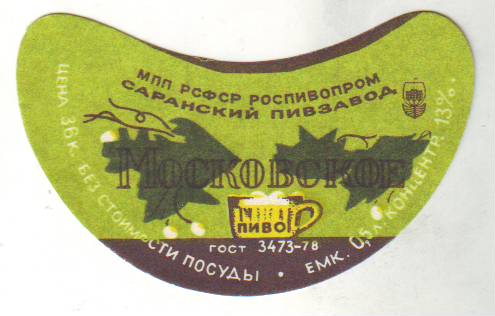 МПП РСФСР РОСПИВОПРОМ
САРАНСКИЙ ПИВЗАВОД
МОСКОВСКОЕ
ПИВО
ГОСТ 3473-78
ЦЕНА 36 к. БЕЗ СТОИМОСТИ ПОСУДЫ • ЕМК. 0,5 л. КОНЦЕНТР. 13%.